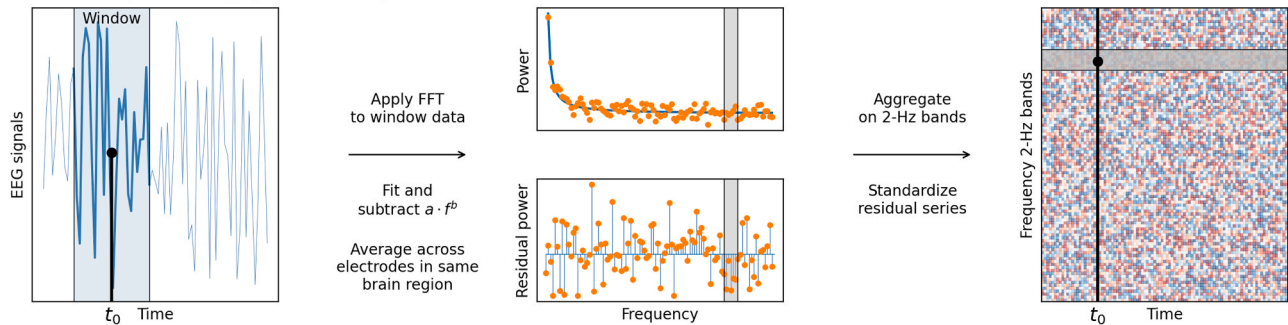 Window
EEG signals
t₀ Time
Apply FFT
to window data
Fit and
subtract a · fᵇ
Average across
electrodes in same
brain region
Power
Residual power
Frequency
Aggregate
on 2-Hz bands
Standardize
residual series
Frequency 2-Hz bands
t₀ Time